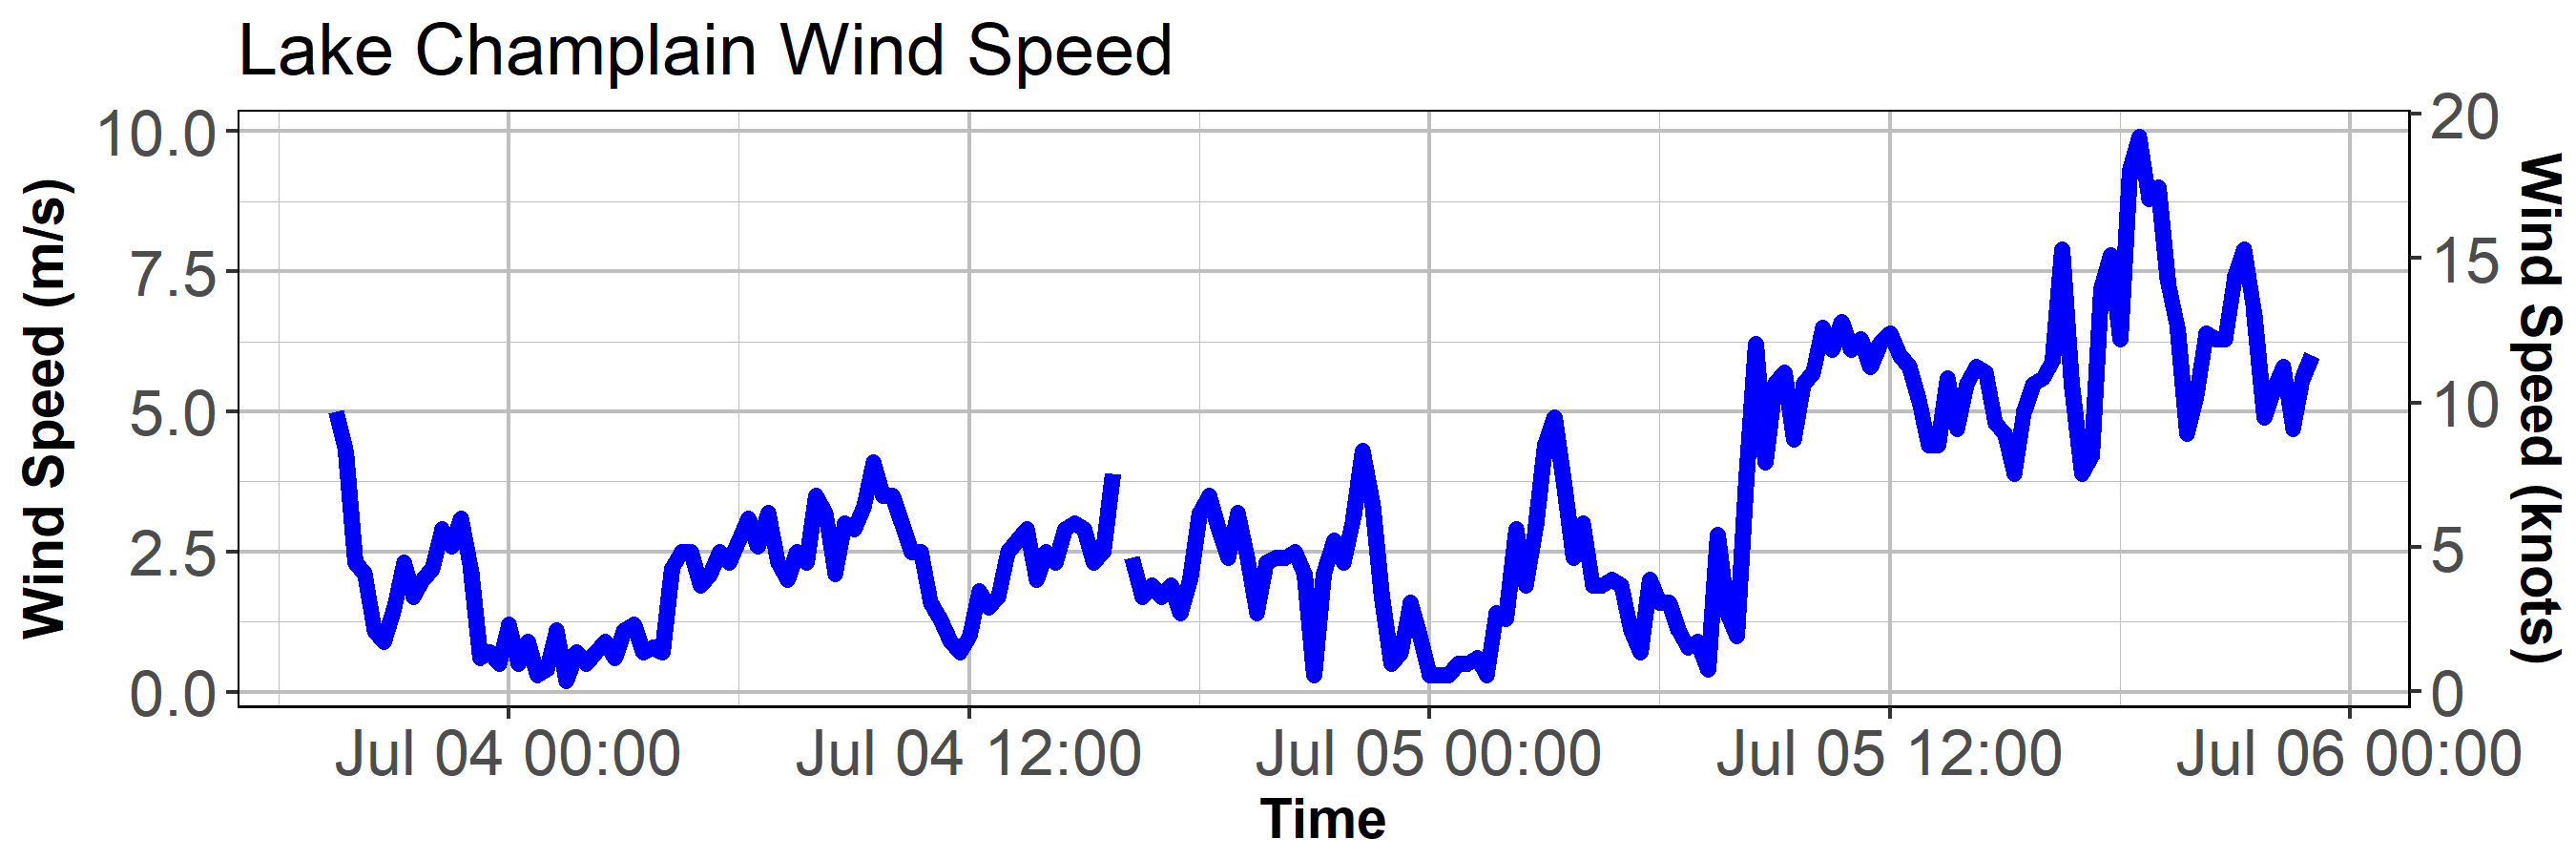 Lake Champlain Wind Speed
Wind Speed (m/s)
10.0
7.5
5.0
2.5
0.0
20
15
10
5
0
Wind Speed (knots)
Jul 04 00:00
Jul 04 12:00
Jul 05 00:00
Jul 05 12:00
Jul 06 00:00
Time